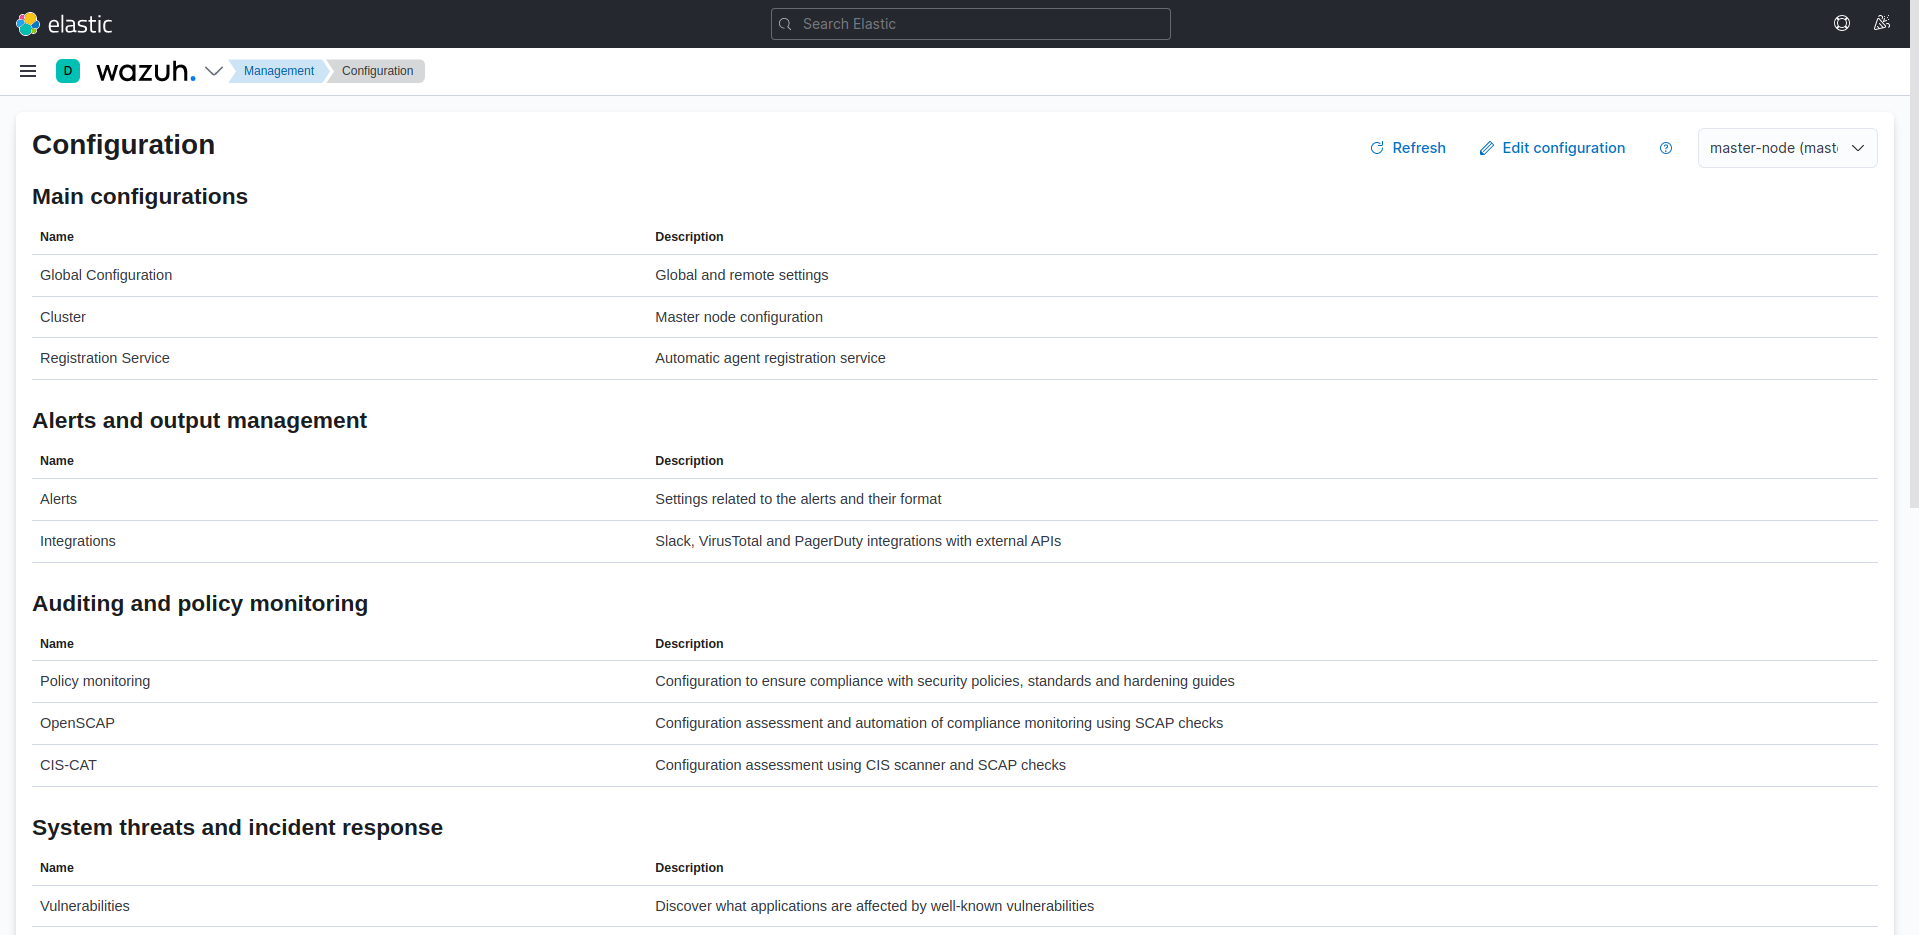 elastic
Search Elastic
D
wazuh.
Management
Configuration
Configuration
Refresh
Edit configuration
master-node (mast
Main configurations
Name Description
Global Configuration Global and remote settings
Cluster Master node configuration
Registration Service Automatic agent registration service
Alerts and output management
Name Description
Alerts Settings related to the alerts and their format
Integrations Slack, VirusTotal and PagerDuty integrations with external APIs
Auditing and policy monitoring
Name Description
Policy monitoring Configuration to ensure compliance with security policies, standards and hardening guides
OpenSCAP Configuration assessment and automation of compliance monitoring using SCAP checks
CIS-CAT Configuration assessment using CIS scanner and SCAP checks
System threats and incident response
Name Description
Vulnerabilities Discover what applications are affected by well-known vulnerabilities